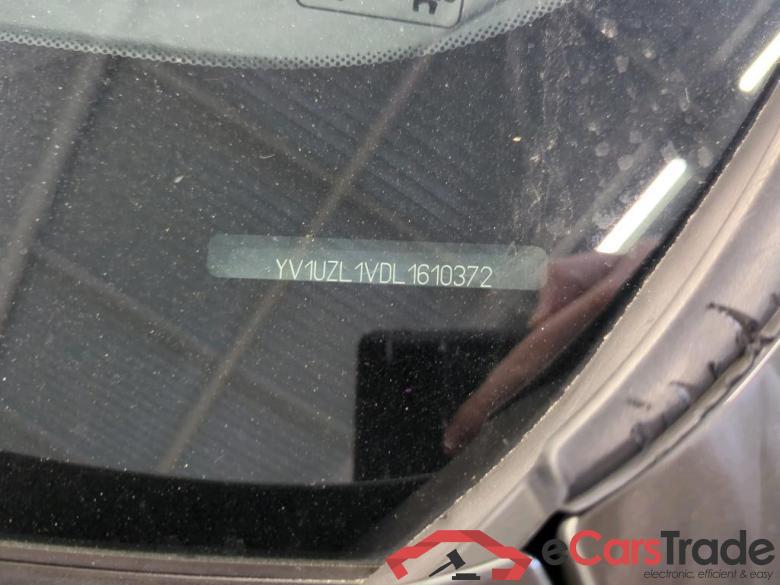 YV1UZL1VDL1610372
eCarsTrade
electronic, efficient & easy